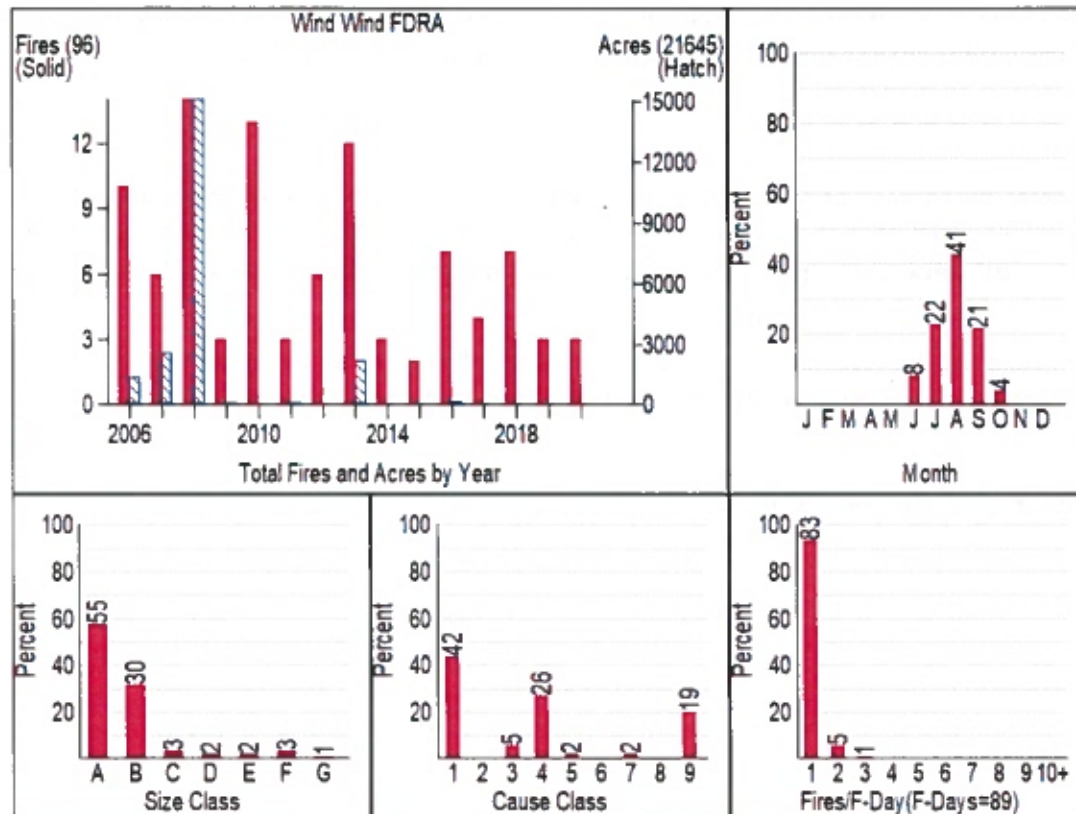 Wind Wind FDRA
Fires (96)
(Solid)
Acres (21645)
(Hatch)
12
9
6
3
0
15000
12000
9000
6000
3000
0
2006 2010 2014 2018
Total Fires and Acres by Year
100
80
60
40
20
Percent
8 22 41 21 4
J F M A M J J A S O N D
Month
100
80
60
40
20
Percent
55 30 3 2 2 3 1
A B C D E F G
Size Class
100
80
60
40
20
Percent
42 5 26 2 2 19
1 2 3 4 5 6 7 8 9
Cause Class
100
80
60
40
20
Percent
83 5 1
1 2 3 4 5 6 7 8 9 10+
Fires/F-Day(F-Days=89)